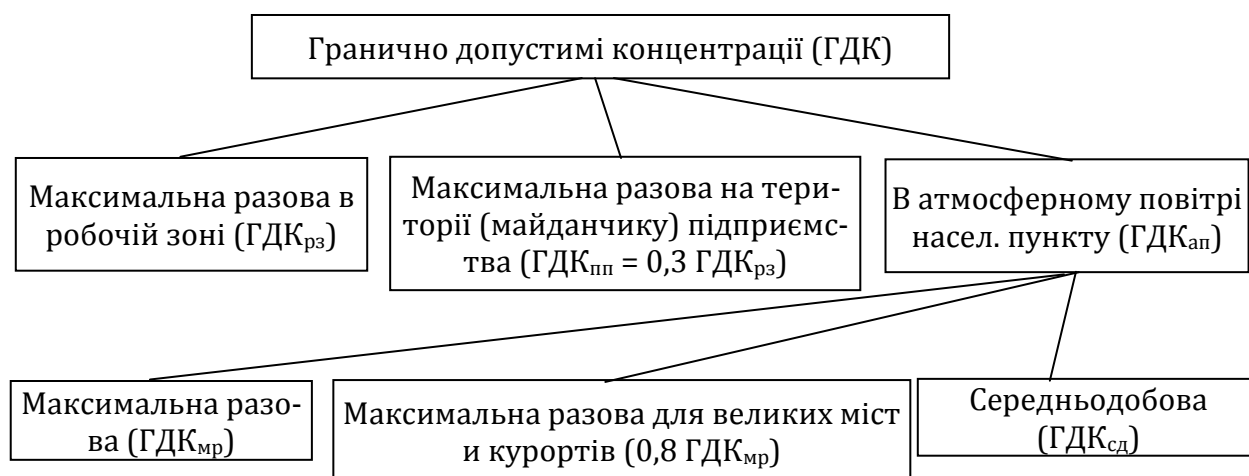 Гранично допустимі концентрації (ГДК)
Максимальна разова в
робочій зоні (ГДКрз)
Максимальна разова на тери-
торії (майданчику) підприємс-
тва (ГДКпп = 0,3 ГДКрз)
В атмосферному повітрі
насел. пункту (ГДКап)
Максимальна разо-
ва (ГДКмр)
Максимальна разова для великих міст
и курортів (0,8 ГДКмр)
Середньодобова
(ГДКсд)